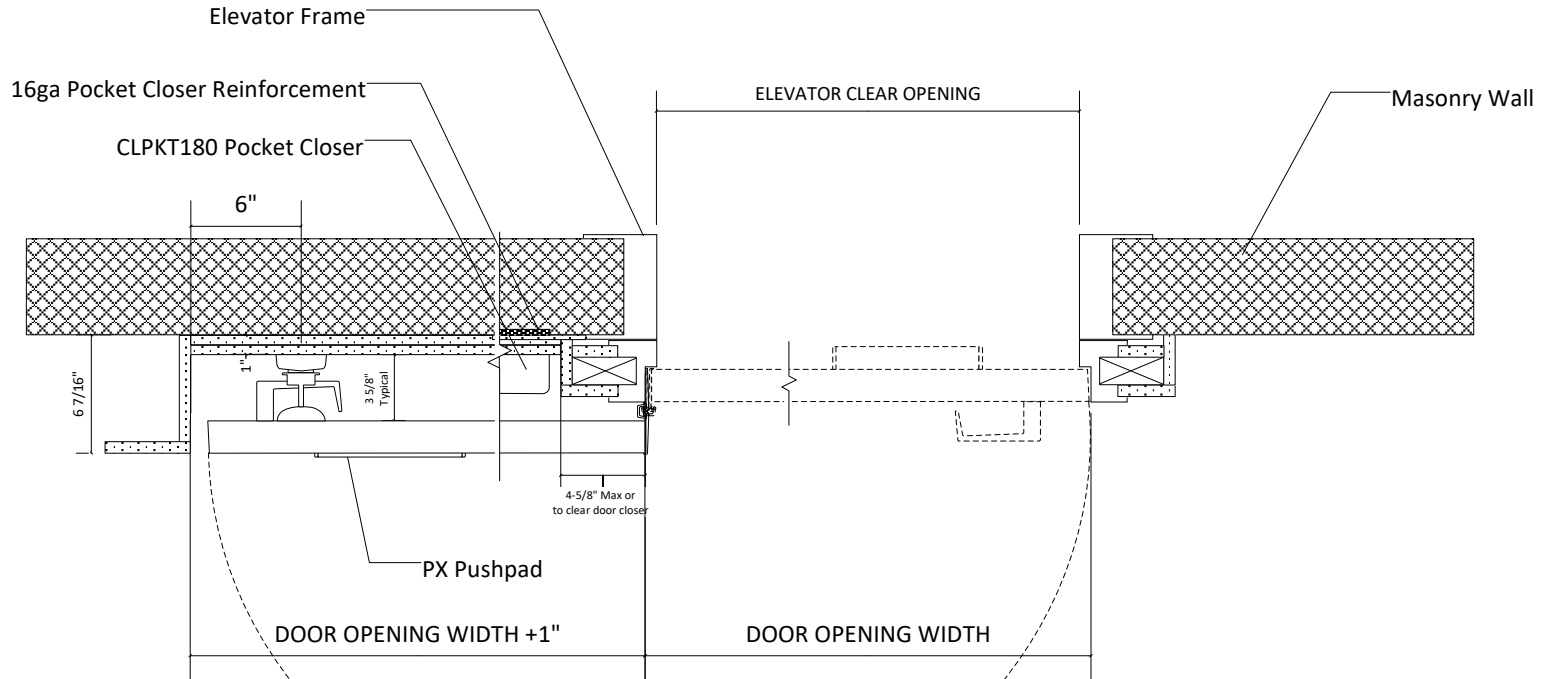 Elevator Frame
16ga Pocket Closer Reinforcement
ELEVATOR CLEAR OPENING
Masonry Wall
CLPKT180 Pocket Closer
6"
1"
6 7/16"
3 5/8"
Typical
4-5/8" Max or
to clear door closer
PX Pushpad
DOOR OPENING WIDTH +1"
DOOR OPENING WIDTH